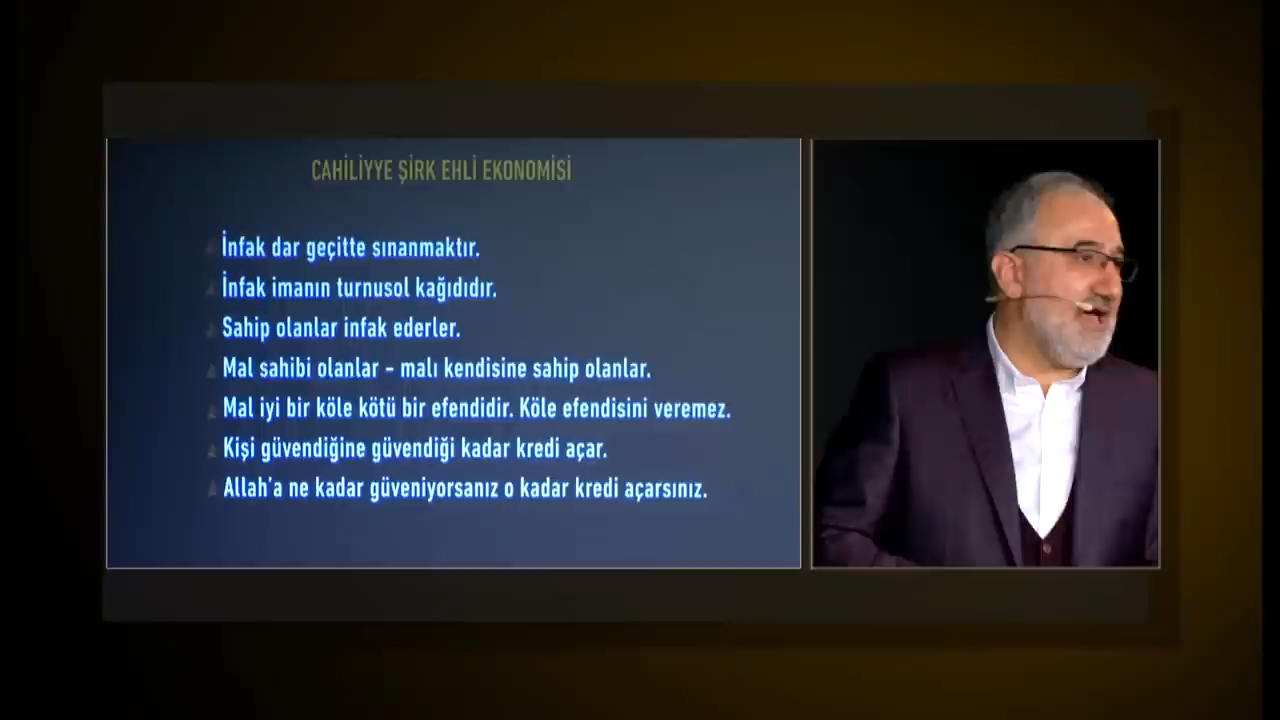 CAHİLİYYE ŞİRK EHLİ EKONOMİSİ
İnfak dar geçitte sınanmaktır.
İnfak imanın turnusol kağıdıdır.
Sahip olanlar infak ederler.
Mal sahibi olanlar - malı kendisine sahip olanlar.
Mal iyi bir köle kötü bir efendidir. Köle efendisini veremez.
Kişi güvendiğine güvendiği kadar kredi açar.
Allah'a ne kadar güveniyorsanız o kadar kredi açarsınız.